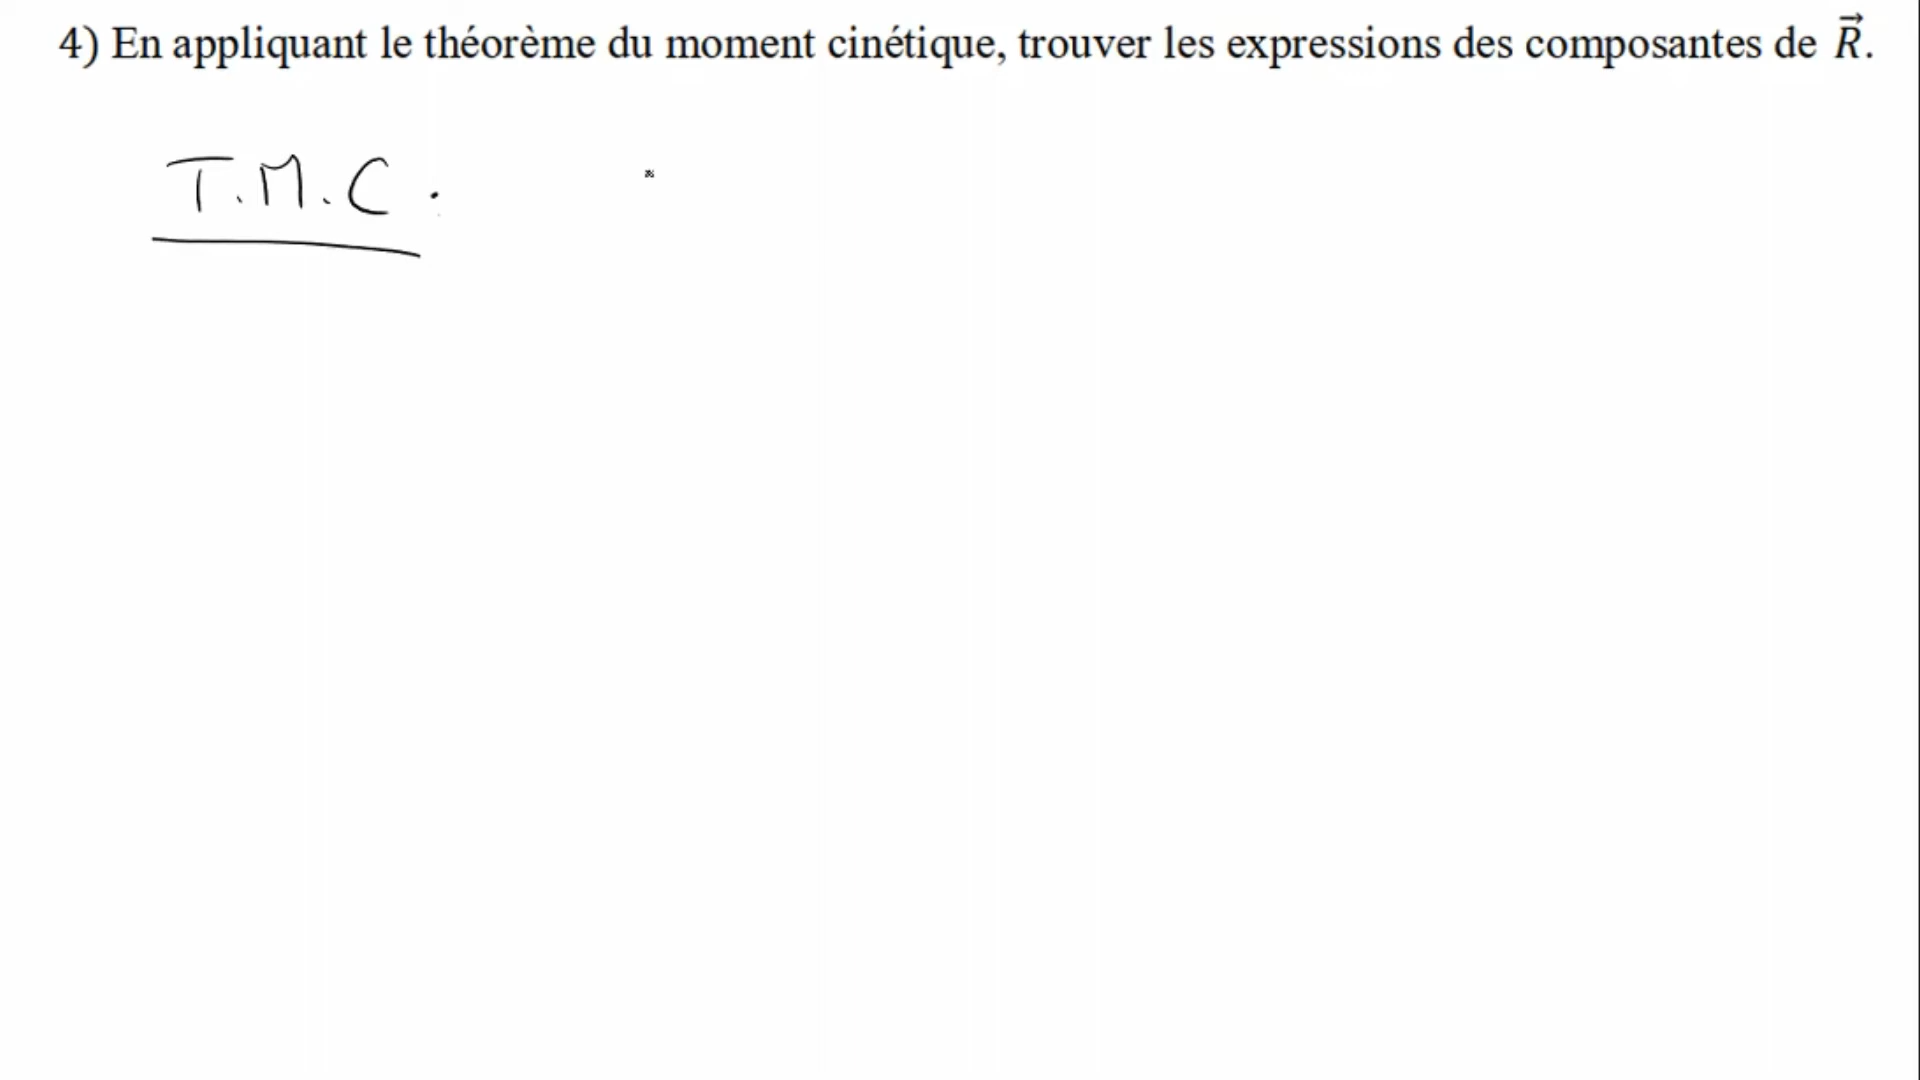 4) En appliquant le théorème du moment cinétique, trouver les expressions des composantes de $\vec{R}$.
T.M.C.